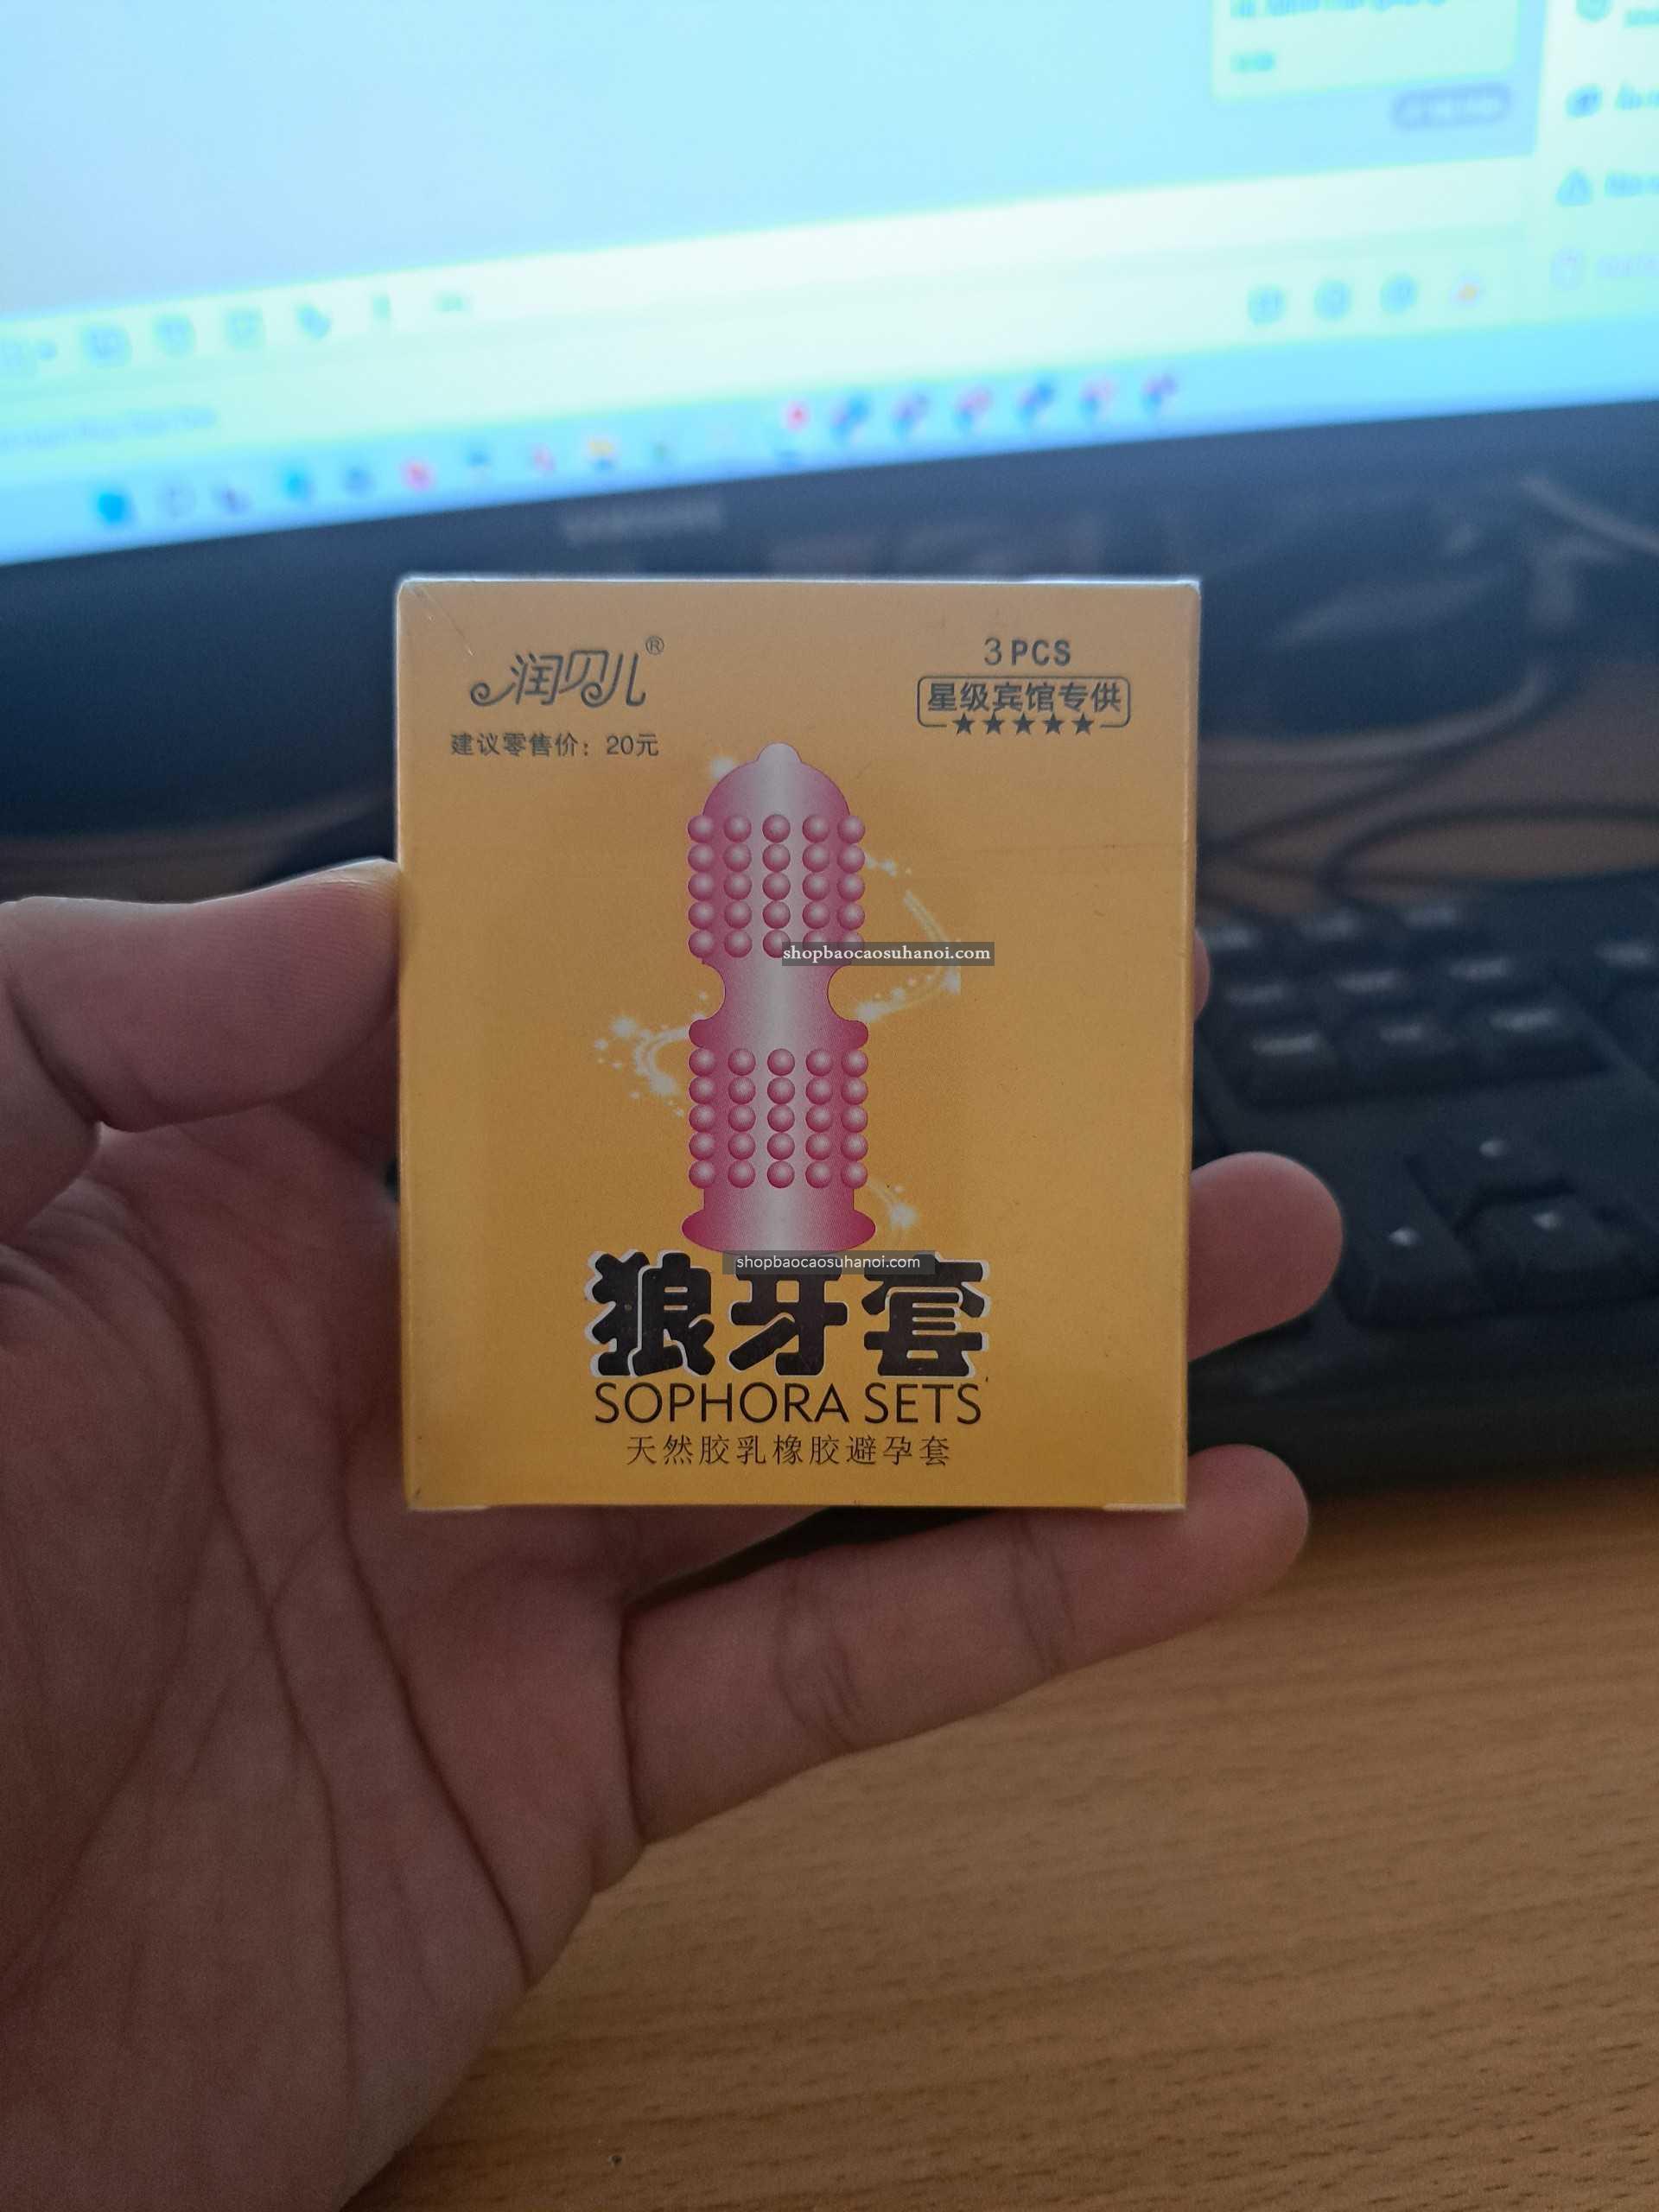 润贝儿®
建议零售价：20元
3PCS
星级宾馆专供
★★★★★
shopbaocaosuhanoi.com
shopbaocaosuhanoi.com
狼牙套
SOPHORA SETS
天然胶乳橡胶避孕套